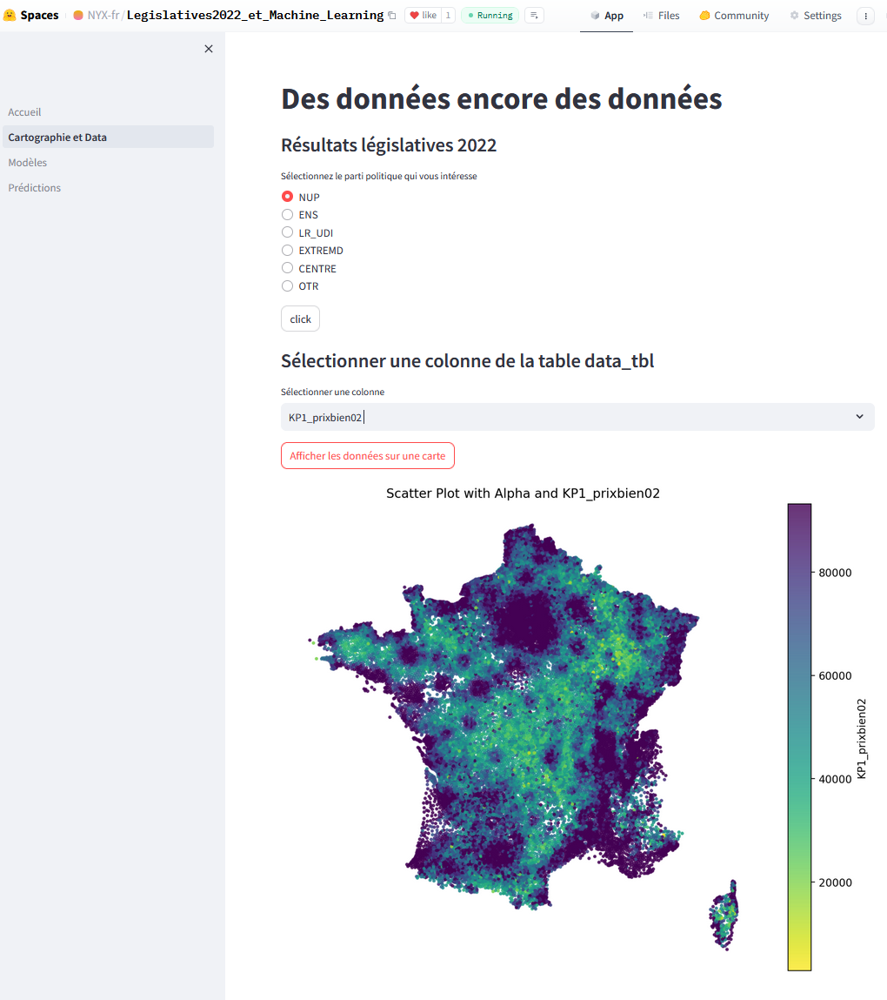 Spaces NYX-fr/Legislatives2022_et_Machine_Learning like 1 Running App Files Community Settings
Accueil
Cartographie et Data
Modèles
Prédictions
Des données encore des données
Résultats législatives 2022
Sélectionnez le parti politique qui vous intéresse
NUP
ENS
LR_UDI
EXTREMD
CENTRE
OTR
click
Sélectionner une colonne de la table data_tbl
Sélectionner une colonne
KP1_prixbien02
Afficher les données sur une carte
Scatter Plot with Alpha and KP1_prixbien02
80000
60000
40000
20000
KP1_prixbien02